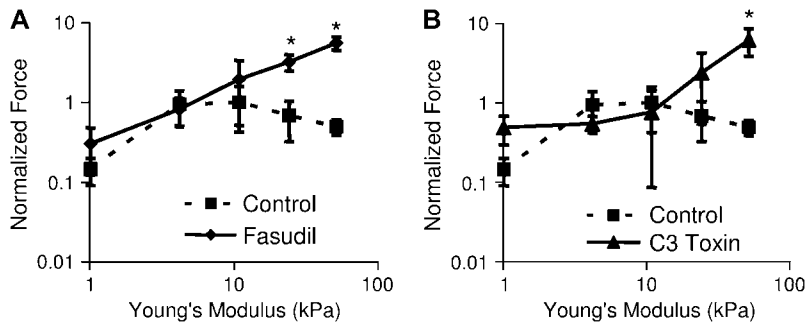 A
Normalized Force
10
1
0.1
0.01
*
*
Control
Fasudil
1
10
100
Young's Modulus (kPa)
B
Normalized Force
10
1
0.1
0.01
*
Control
C3 Toxin
1
10
100
Young's Modulus (kPa)